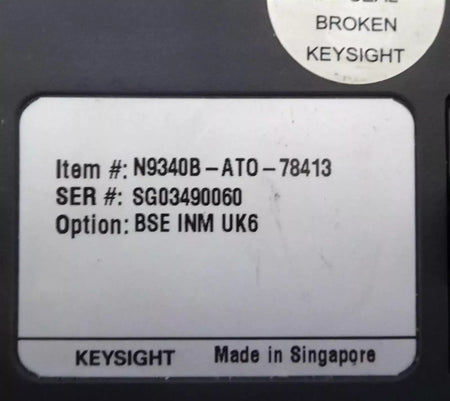 BROKEN
KEYSIGHT
Item #: N9340B-ATO-78413
SER #: SG03490060
Option: BSE INM UK6
KEYSIGHT Made in Singapore